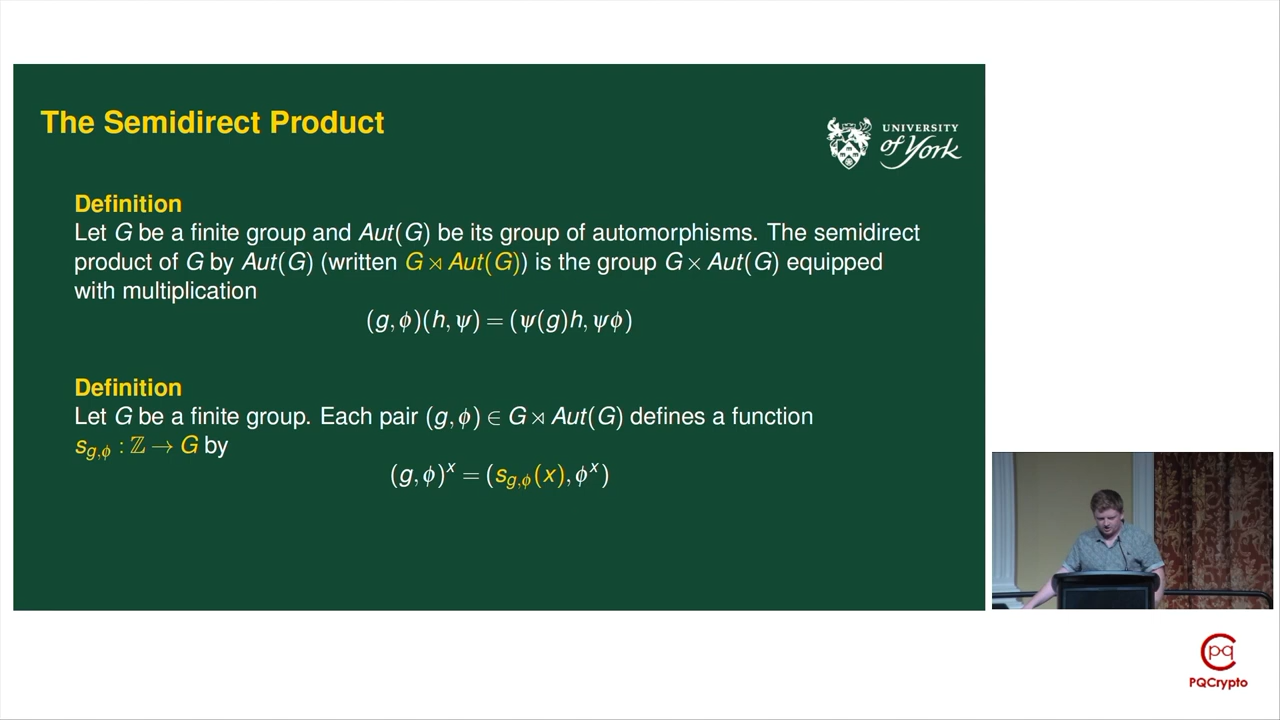 The Semidirect Product
UNIVERSITY
of York
Definition
Let G be a finite group and Aut(G) be its group of automorphisms. The semidirect
product of G by Aut(G) (written G ⋊ Aut(G)) is the group G × Aut(G) equipped
with multiplication
(g, ϕ)(h, ψ) = (ψ(g)h, ψϕ)
Definition
Let G be a finite group. Each pair (g, ϕ) ∈ G ⋊ Aut(G) defines a function
s_{g,ϕ} : ℤ → G by
(g, ϕ)^x = (s_{g,ϕ}(x), ϕ^x)
pq
PQCrypto